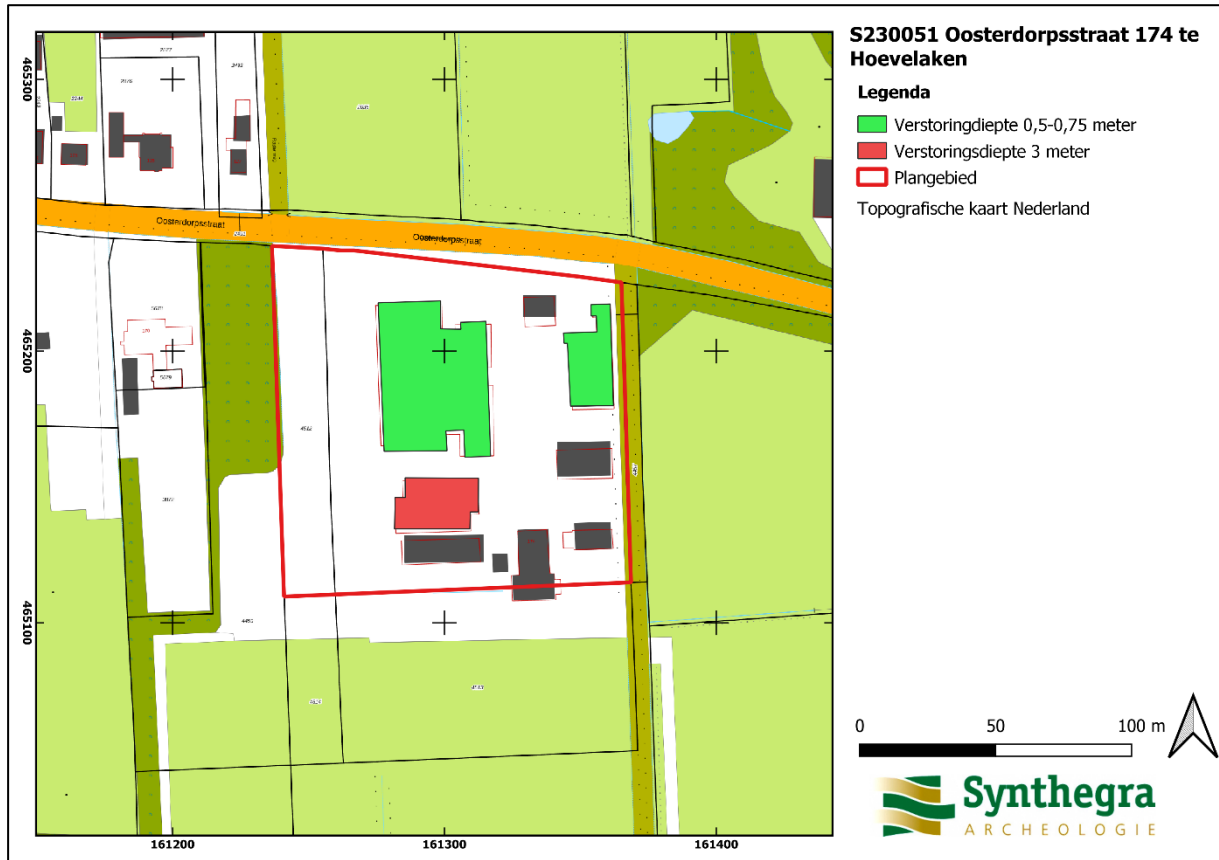 S230051 Oosterdorpsstraat 174 te
Hoevelaken
Legenda
Verstoringdiepte 0,5-0,75 meter
Verstoringsdiepte 3 meter
Plangebied
Topografische kaart Nederland
465300
465200
465100
Oosterdorpsstraat
Oosterdorpsstraat
161200
161300
161400
0
50
100 m
Synthegra
ARCHEOLOGIE